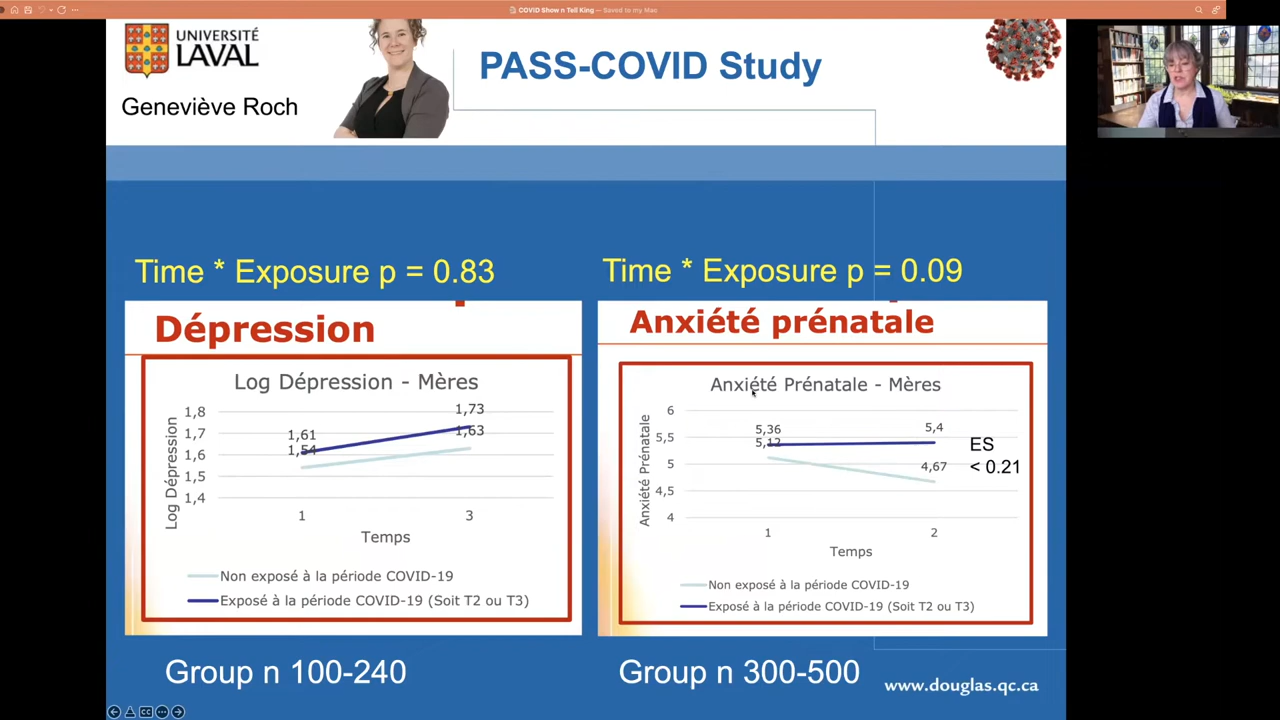 COVID Show n Tell King — Saved to my Mac
UNIVERSITÉ
LAVAL
PASS-COVID Study
Geneviève Roch
Time * Exposure p = 0.83
Time * Exposure p = 0.09
Dépression
Log Dépression - Mères
Log Dépression
1,8
1,7
1,6
1,5
1,4
1,61
1,54
1,73
1,63
1
3
Temps
Non exposé à la période COVID-19
Exposé à la période COVID-19 (Soit T2 ou T3)
Anxiété prénatale
Anxiété Prénatale - Mères
Anxiété Prénatale
6
5,5
5
4,5
4
5,36
5,12
5,4
4,67
ES
< 0.21
1
2
Temps
Non exposé à la période COVID-19
Exposé à la période COVID-19 (Soit T2 ou T3)
Group n 100-240
Group n 300-500
www.douglas.qc.ca
CC